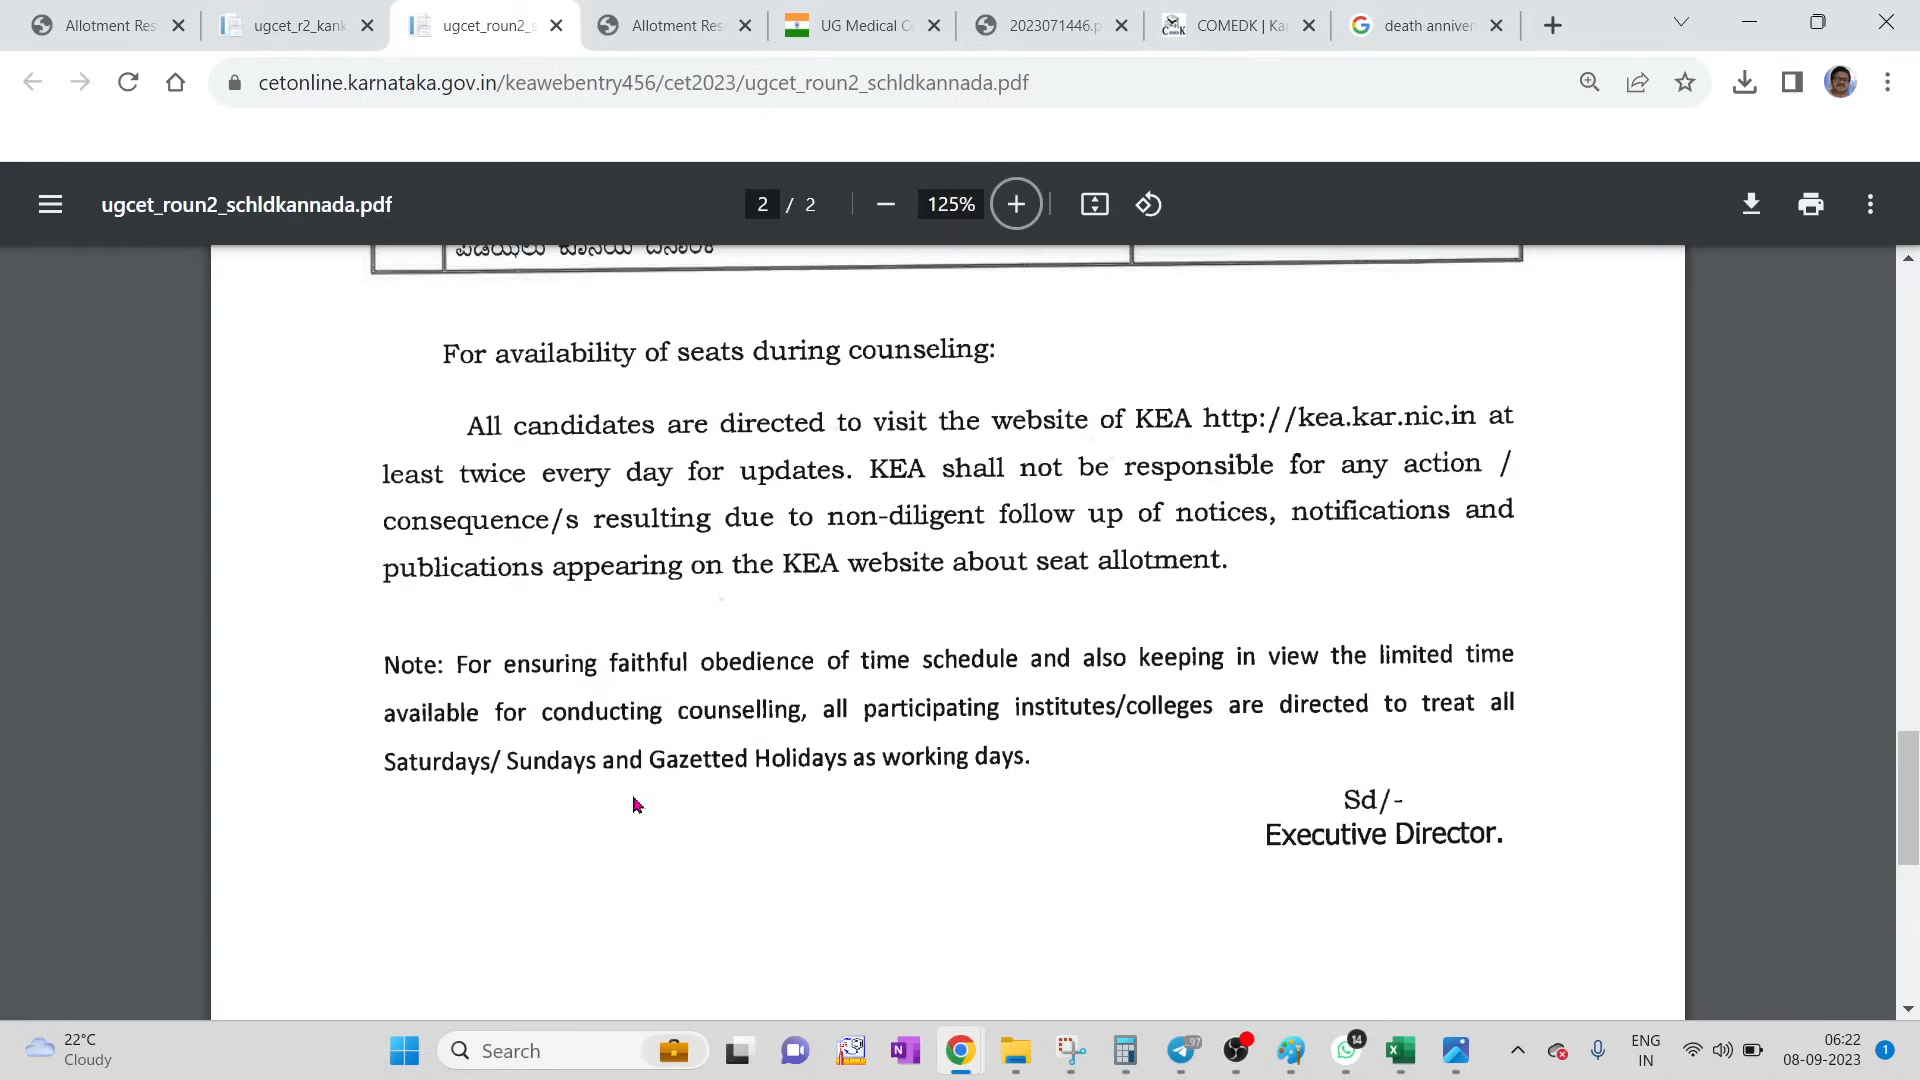 Allotment Res
ugcet_r2_kank
ugcet_roun2_s
Allotment Res
UG Medical Co
2023071446.p
COMEDK | Ka
death anniver
cetonline.karnataka.gov.in/keawebentry456/cet2023/ugcet_roun2_schldkannada.pdf
ugcet_roun2_schldkannada.pdf
2 / 2
125%
For availability of seats during counseling:
All candidates are directed to visit the website of KEA http://kea.kar.nic.in at
least twice every day for updates. KEA shall not be responsible for any action /
consequence/s resulting due to non-diligent follow up of notices, notifications and
publications appearing on the KEA website about seat allotment.
Note: For ensuring faithful obedience of time schedule and also keeping in view the limited time
available for conducting counselling, all participating institutes/colleges are directed to treat all
Saturdays/ Sundays and Gazetted Holidays as working days.
Sd/-
Executive Director.
22°C
Cloudy
Search
97
14
ENG
IN
06:22
08-09-2023
1